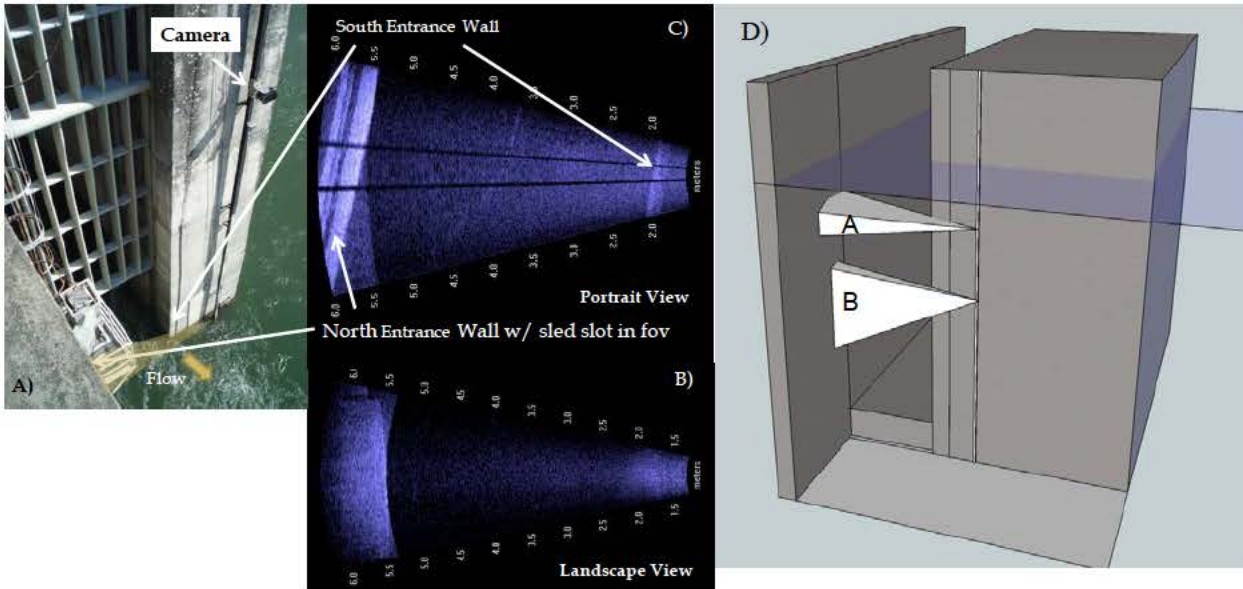 Camera
A)
Flow
South Entrance Wall
C)
6.0 5.5 5.0 4.5 4.0 3.5 3.0 2.5 2.0
meters
6.0 5.5 5.0 4.5 4.0 3.5 3.0 2.5 2.0
Portrait View
North Entrance Wall w/ sled slot in fov
B)
6.0 5.5 5.0 4.5 4.0 3.5 3.0 2.5 2.0 1.5
meters
6.0 5.5 5.0 4.5 4.0 3.5 3.0 2.5 2.0 1.5
Landscape View
D)
A
B